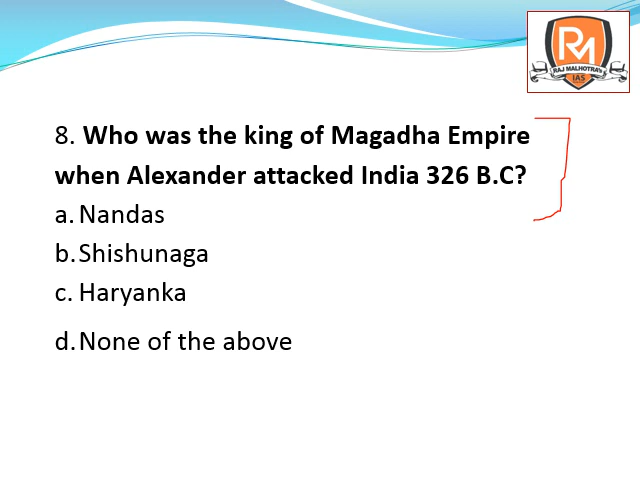 RM
RAJ MALHOTRA'S
IAS
8. Who was the king of Magadha Empire
when Alexander attacked India 326 B.C?
a. Nandas
b. Shishunaga
c. Haryanka
d. None of the above